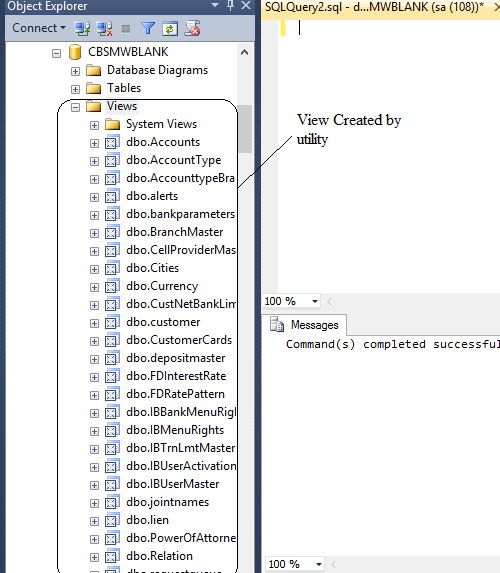 Object Explorer
SQLQuery2.sql - d...MWBLANK (sa (108))*
Connect
CBSMWBLANK
Database Diagrams
Tables
Views
System Views
dbo.Accounts
dbo.AccountType
dbo.AccounttypeBra
dbo.alerts
dbo.bankparameters
dbo.BranchMaster
dbo.CellProviderMas
dbo.Cities
dbo.Currency
dbo.CustNetBankLim
dbo.customer
dbo.CustomerCards
dbo.depositmaster
dbo.FDInterestRate
dbo.FDRatePattern
dbo.IBBankMenuRigh
dbo.IBMenuRights
dbo.IBTrnLmtMaster
dbo.IBUserActivation
dbo.IBUserMaster
dbo.jointnames
dbo.lien
dbo.PowerOfAttorne
dbo.Relation
View Created by
utility
100 %
Messages
Command(s) completed successful
100 %